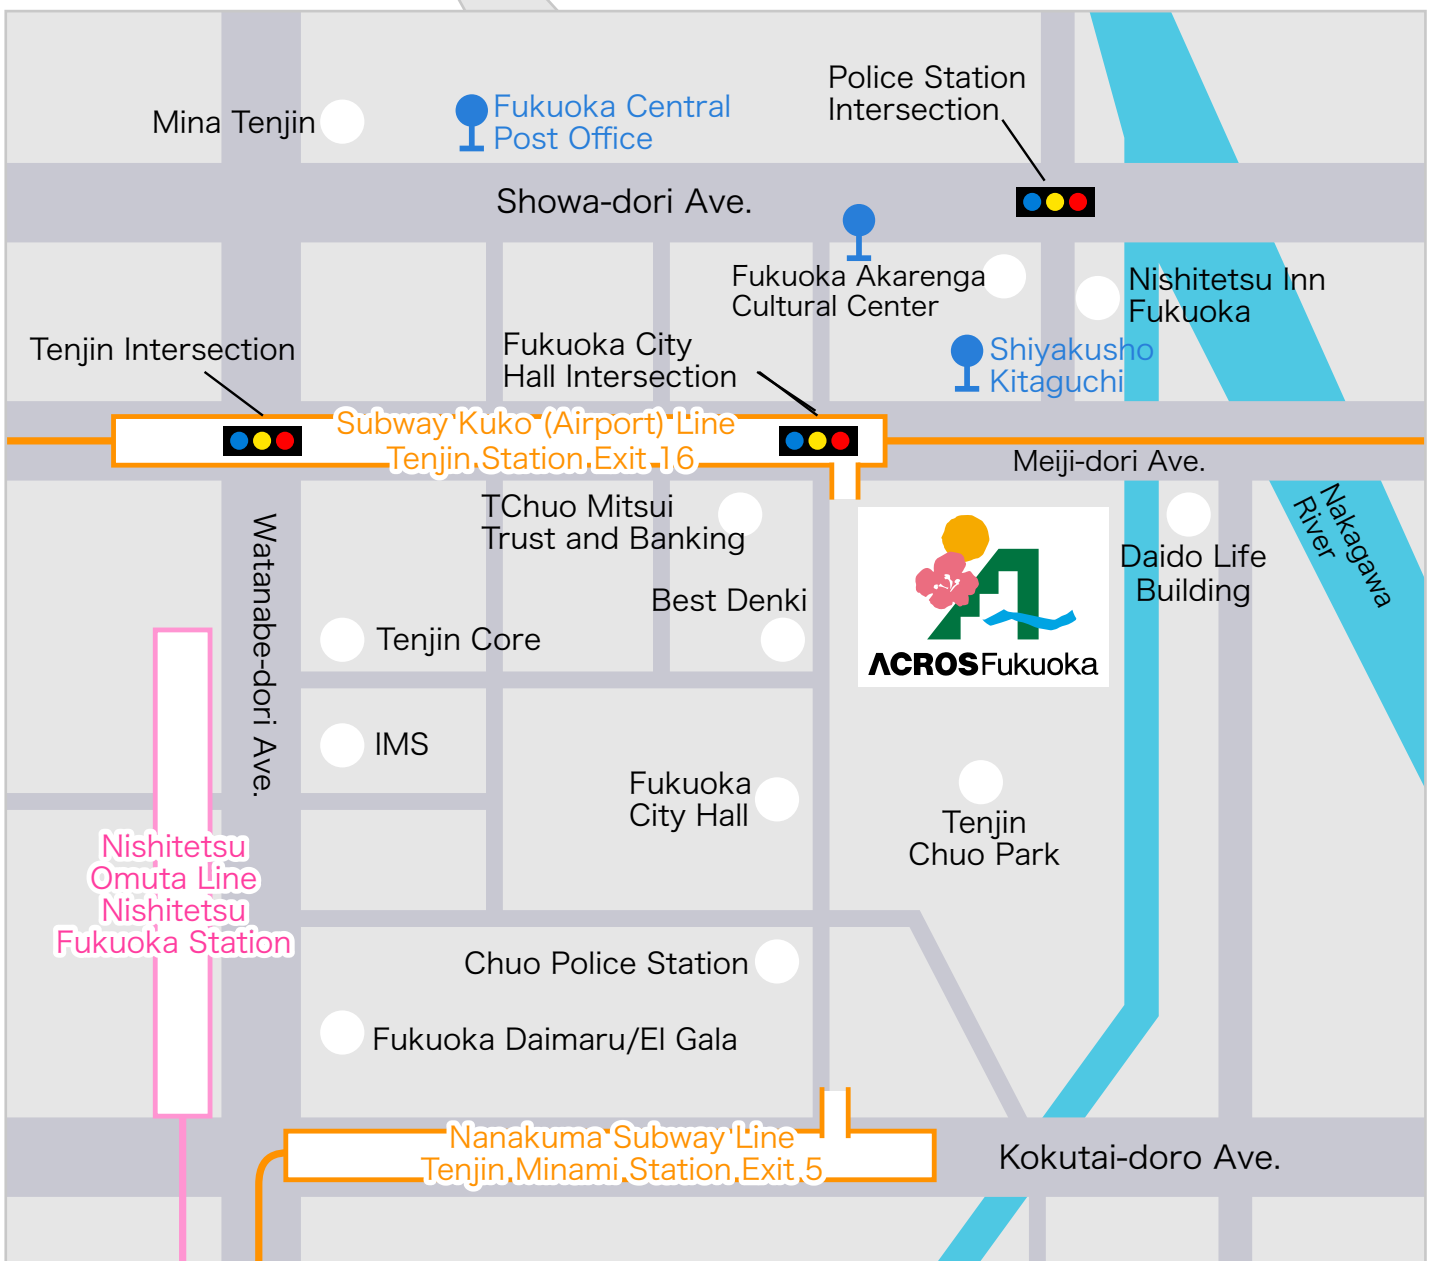 Police Station
Intersection
Mina Tenjin
Fukuoka Central
Post Office
Showa-dori Ave.
Fukuoka Akarenga
Cultural Center
Nishitetsu Inn
Fukuoka
Tenjin Intersection
Fukuoka City
Hall Intersection
Shiyakusho
Kitaguchi
Subway Kuko (Airport) Line
Tenjin Station Exit 16
Meiji-dori Ave.
Nakagawa
River
TChuo Mitsui
Trust and Banking
Watanabe-dori Ave.
Daido Life
Building
Best Denki
Tenjin Core
ACROS Fukuoka
IMS
Fukuoka
City Hall
Tenjin
Chuo Park
Nishitetsu
Omuta Line
Nishitetsu
Fukuoka Station
Chuo Police Station
Fukuoka Daimaru/El Gala
Nanakuma Subway Line
Tenjin Minami Station Exit 5
Kokutai-doro Ave.